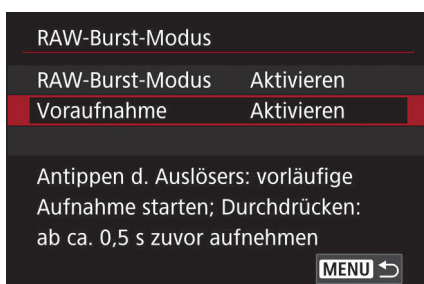 RAW-Burst-Modus
RAW-Burst-Modus Aktivieren
Voraufnahme Aktivieren
Antippen d. Auslösers: vorläufige
Aufnahme starten; Durchdrücken:
ab ca. 0,5 s zuvor aufnehmen
MENU